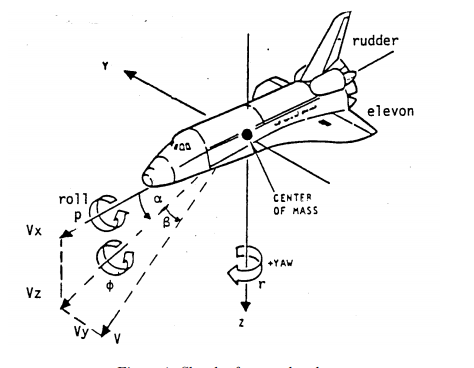 rudder
Y
elevon
CENTER
OF MASS
roll
p
α
β
Vx
+YAW
r
ϕ
Vz
Vy
V
Z